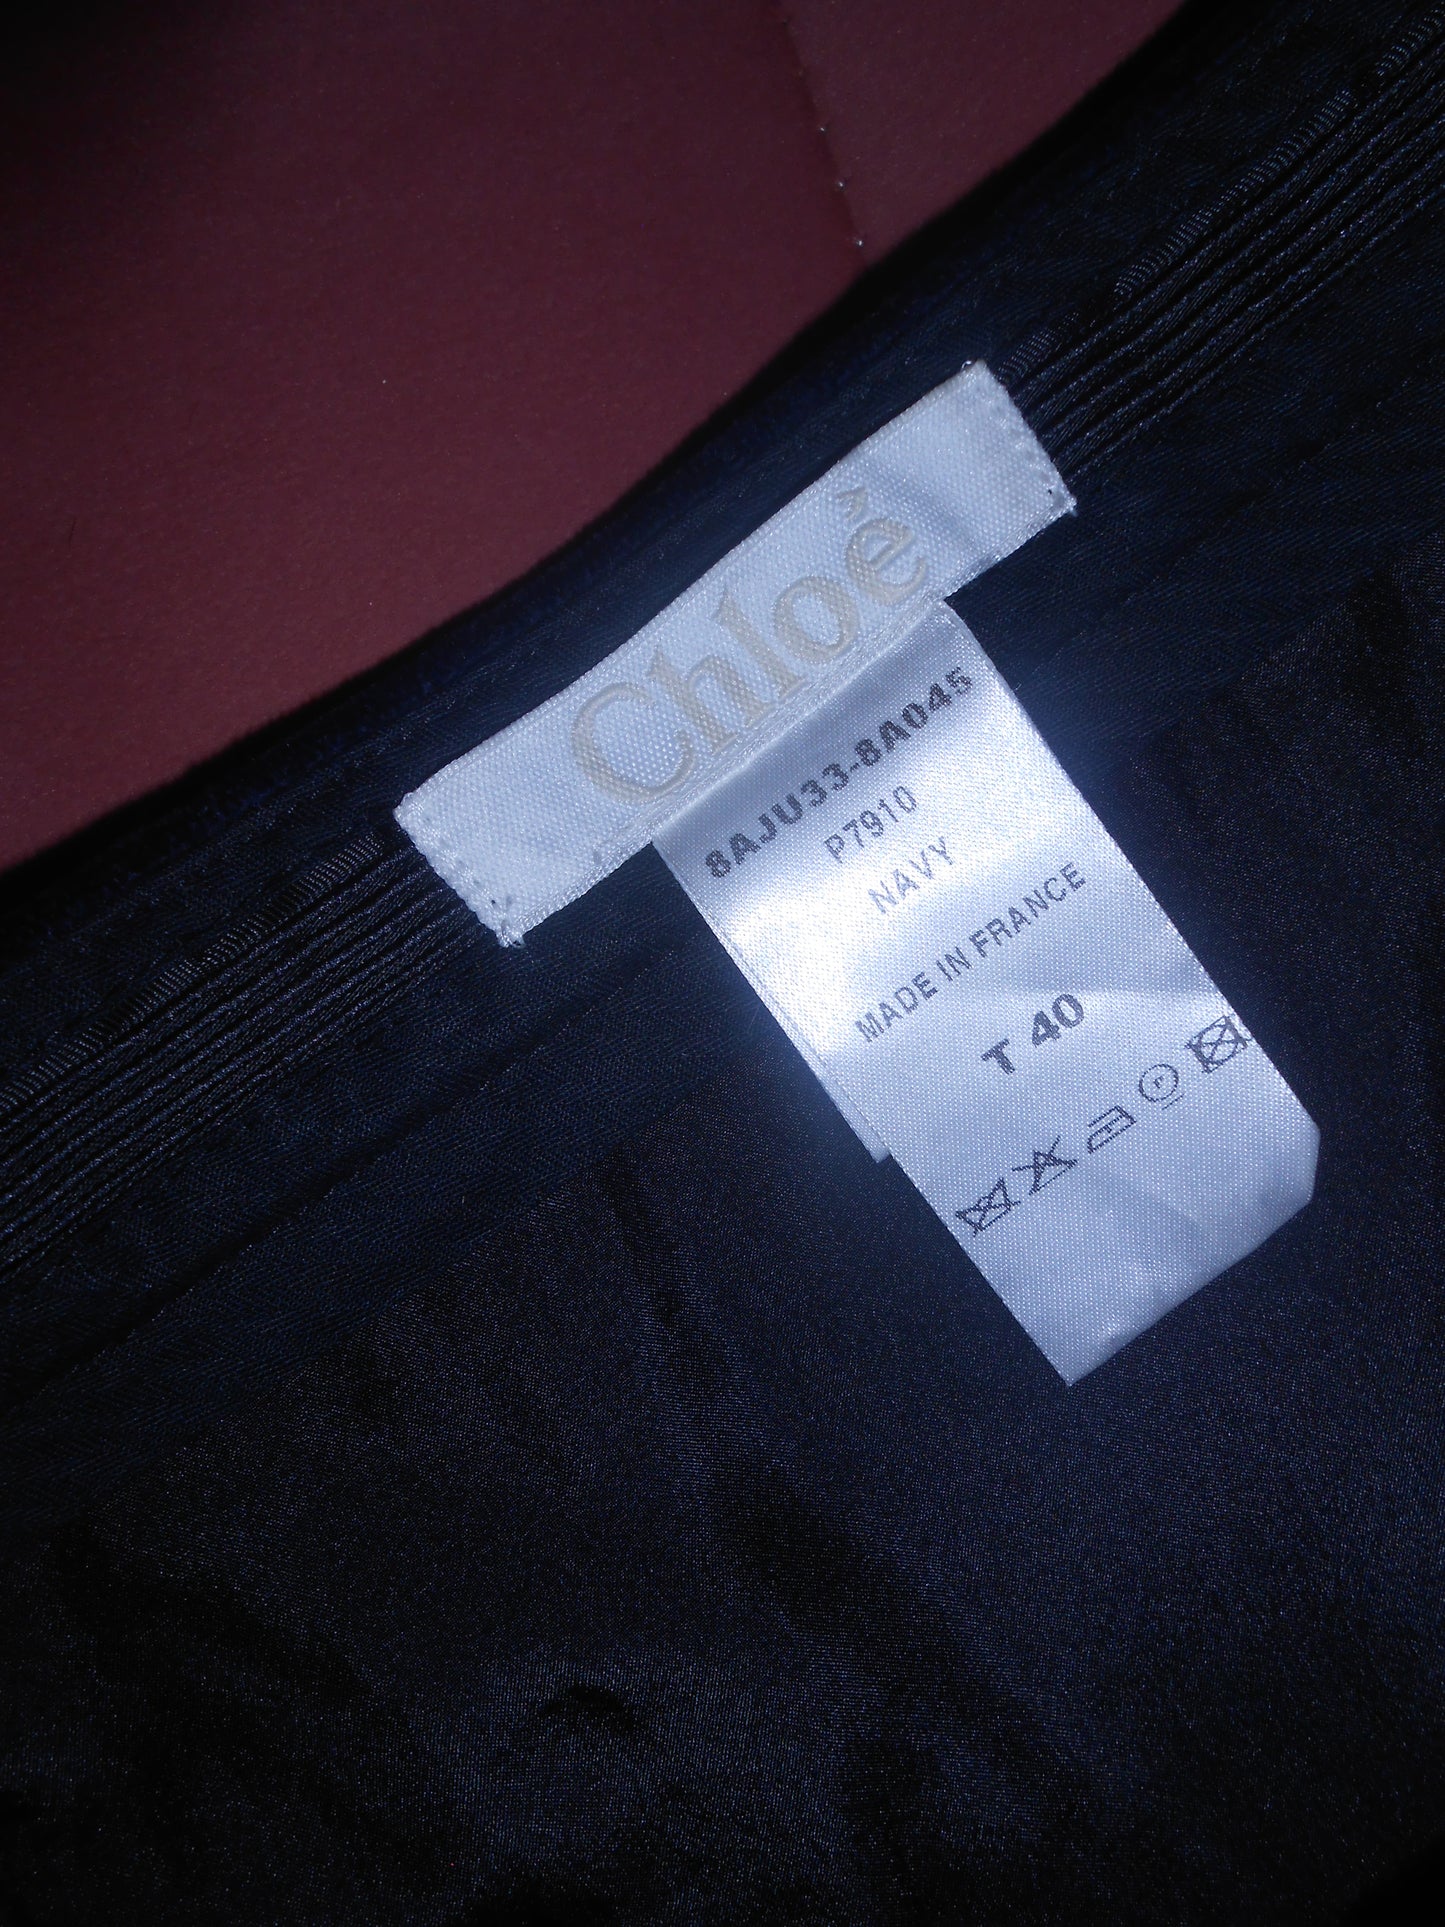 Chloé
8AJU33-8A045
P7910
NAVY
MADE IN FRANCE
T 40